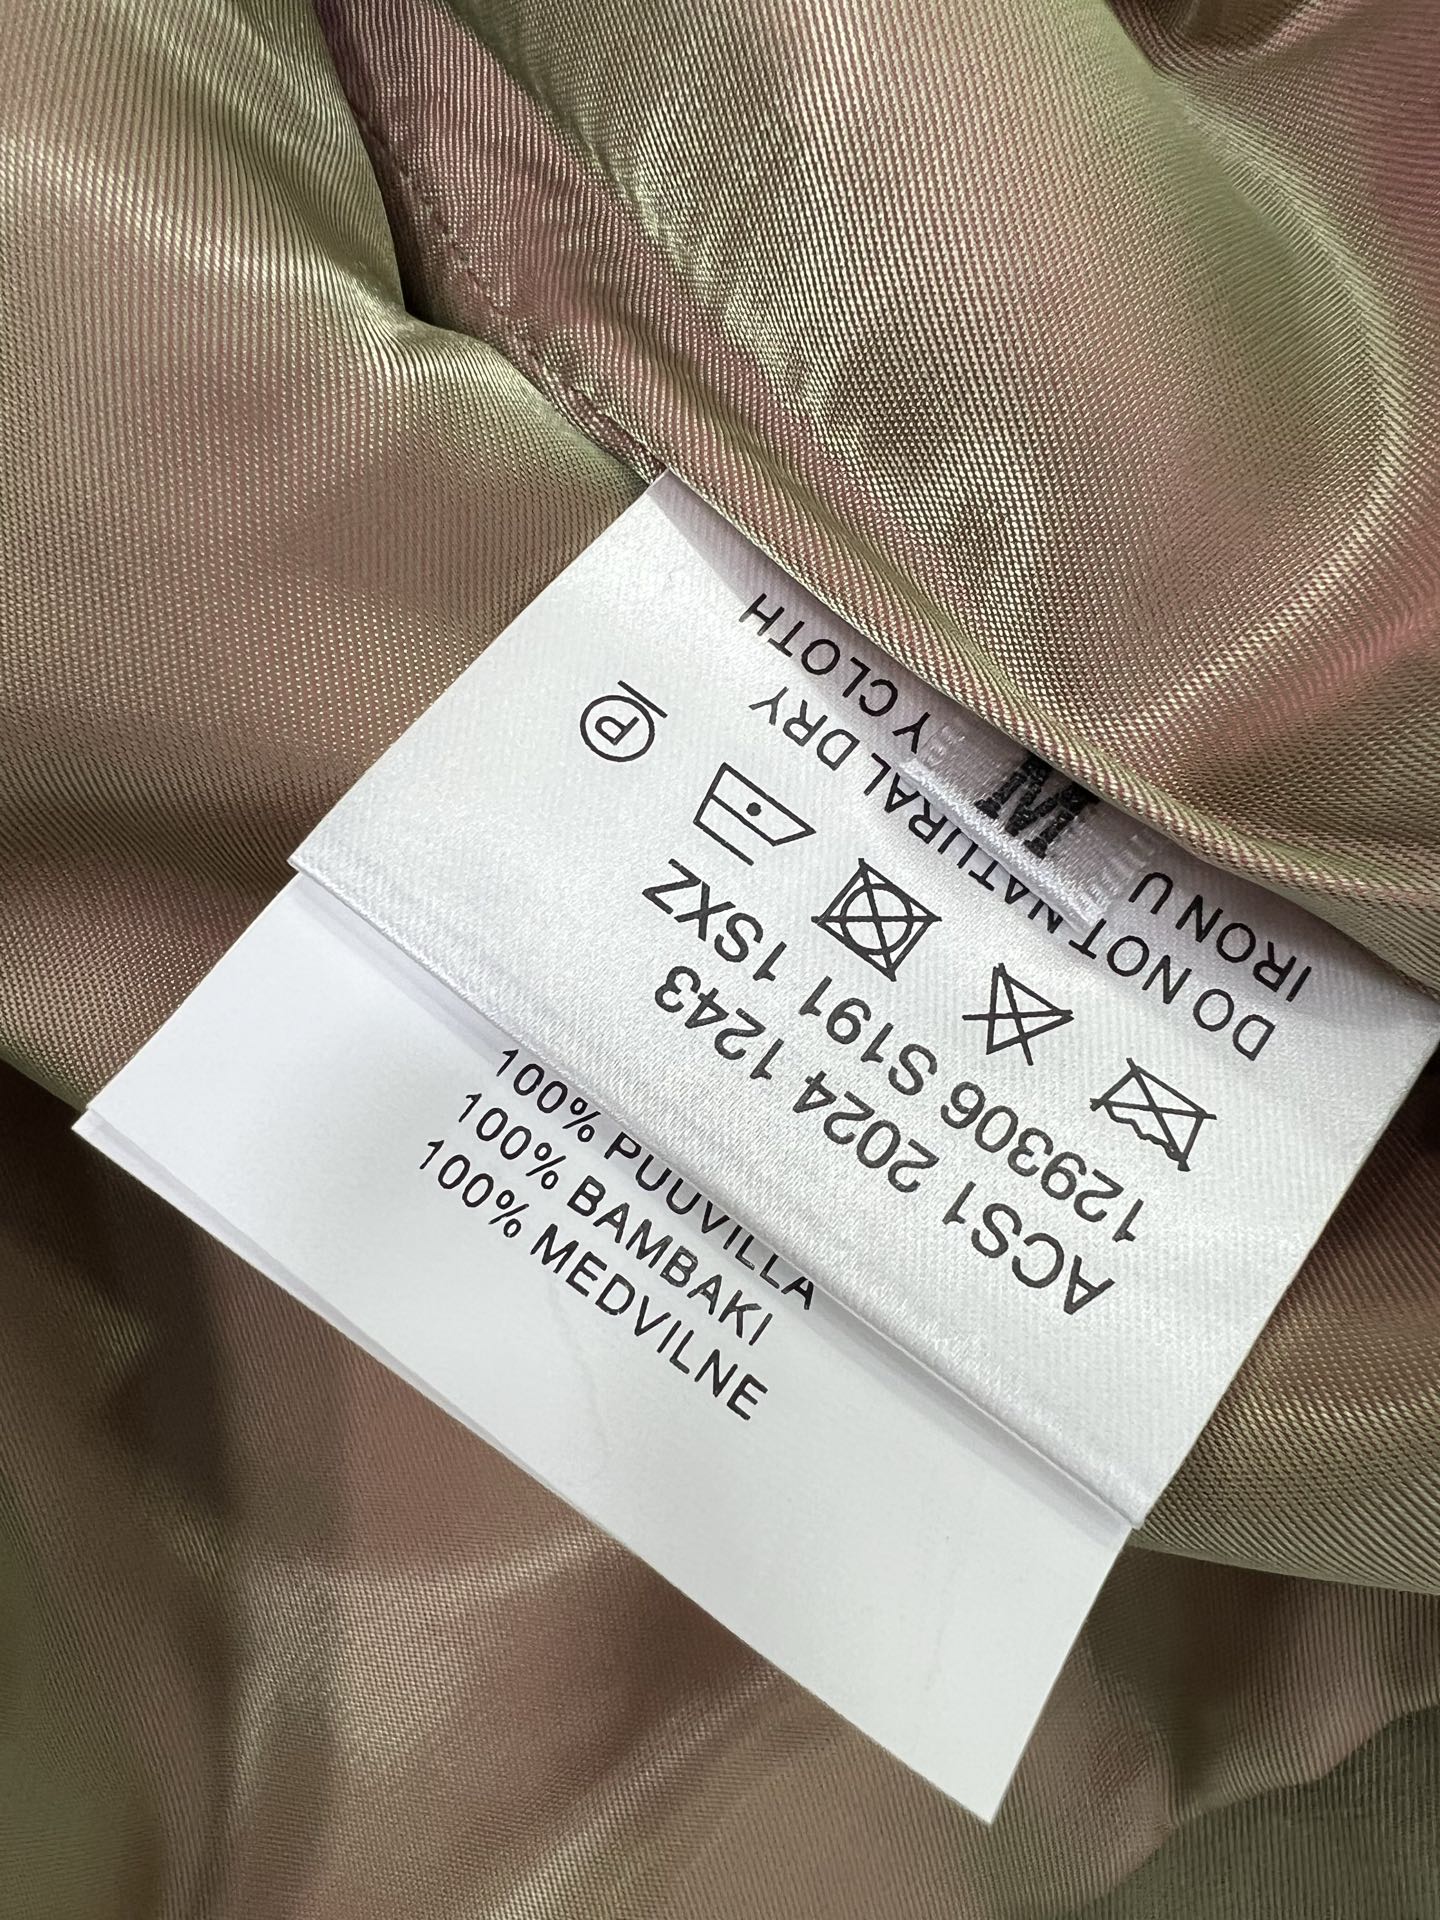 M
IRON U
Y CLOTH
DO NOT NATURAL DRY
P
129306 S191 1SXZ
ACS1 2024 1243
100% PUUVILLA
100% BAMBAKI
100% MEDVILNE